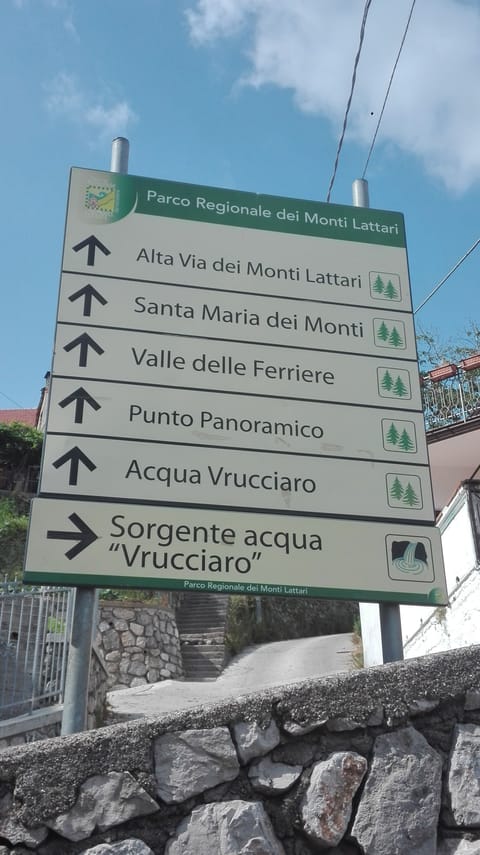 Parco Regionale dei Monti Lattari
Alta Via dei Monti Lattari
Santa Maria dei Monti
Valle delle Ferriere
Punto Panoramico
Acqua Vrucciaro
Sorgente acqua
"Vrucciaro"
Parco Regionale dei Monti Lattari